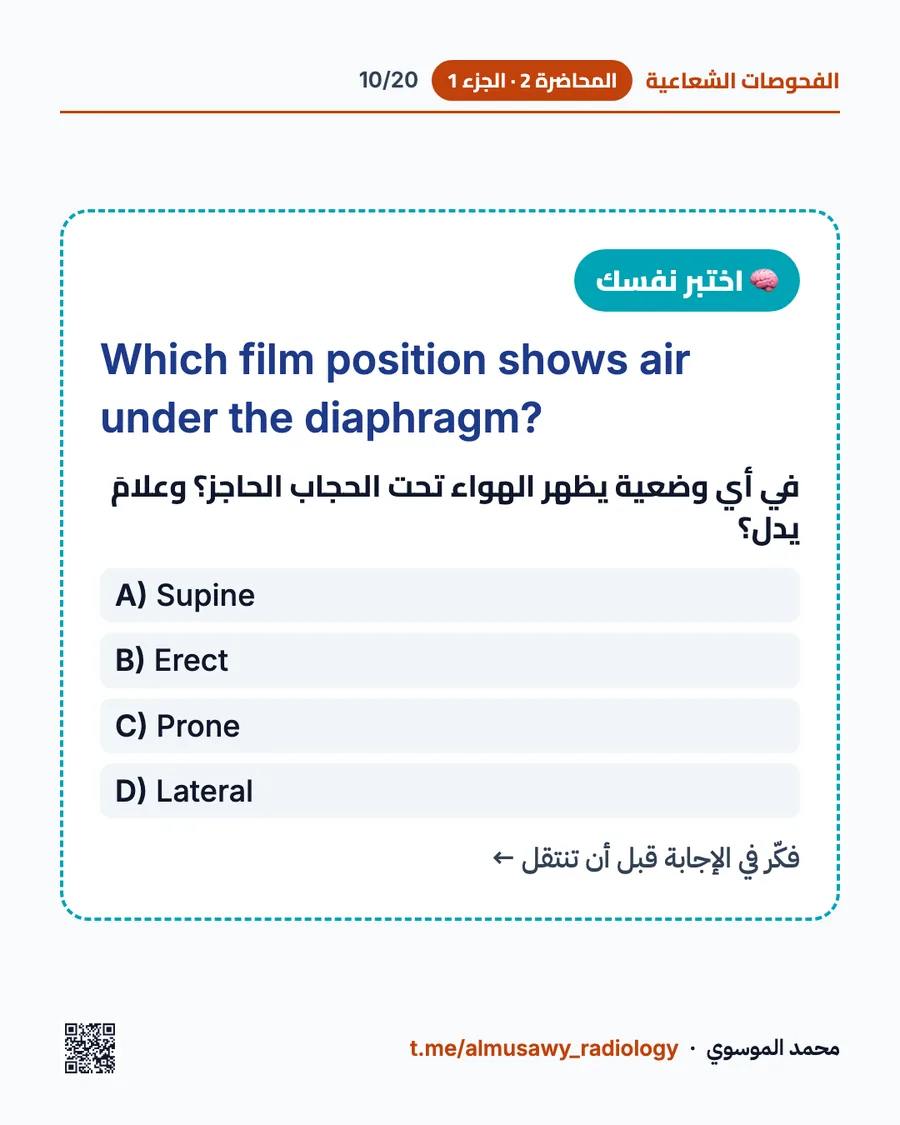 الفحوصات الشعاعية المحاضرة 2 · الجزء 1 10/20
🧠 اختبر نفسك
Which film position shows air
under the diaphragm?
في أي وضعية يظهر الهواء تحت الحجاب الحاجز؟ وعلامَ
يدل؟
A) Supine
B) Erect
C) Prone
D) Lateral
فكّر في الإجابة قبل أن تنتقل ←
محمد الموسوي · t.me/almusawy_radiology